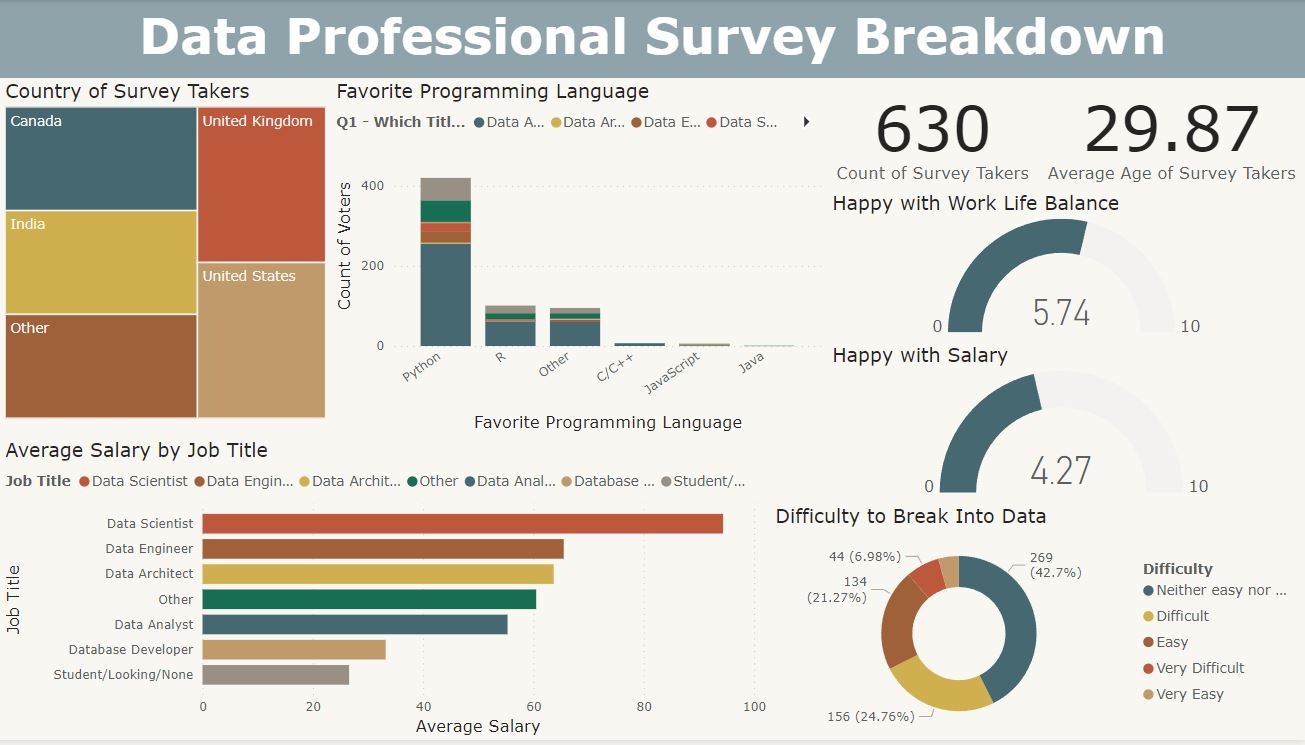 Data Professional Survey Breakdown
Country of Survey Takers
Canada
United Kingdom
India
United States
Other
Favorite Programming Language
Q1 - Which Titl... Data A... Data Ar... Data E... Data S...
Count of Voters
400
200
0
Python
R
Other
C/C++
JavaScript
Java
Favorite Programming Language
630
Count of Survey Takers
29.87
Average Age of Survey Takers
Happy with Work Life Balance
5.74
0
10
Happy with Salary
4.27
0
10
Average Salary by Job Title
Job Title Data Scientist Data Engin... Data Archit... Other Data Anal... Database ... Student/...
Job Title
Data Scientist
Data Engineer
Data Architect
Other
Data Analyst
Database Developer
Student/Looking/None
0 20 40 60 80 100
Average Salary
Difficulty to Break Into Data
44 (6.98%)
269
(42.7%)
134
(21.27%)
156 (24.76%)
Difficulty
Neither easy nor ...
Difficult
Easy
Very Difficult
Very Easy